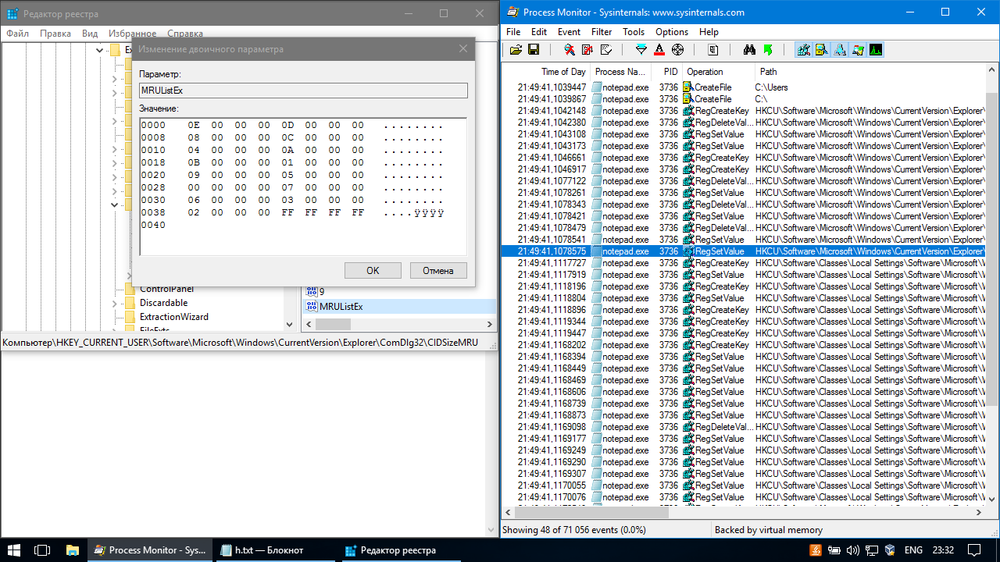 Редактор реестра
Файл Правка Вид Избранное Справка
Изменение двоичного параметра
Параметр:
MRUListEx
Значение:
0000 0E 00 00 00 0D 00 00 00 ........
0008 08 00 00 00 0C 00 00 00 ........
0010 04 00 00 00 0A 00 00 00 ........
0018 0B 00 00 00 01 00 00 00 ........
0020 09 00 00 00 05 00 00 00 ........
0028 00 00 00 00 07 00 00 00 ........
0030 06 00 00 00 03 00 00 00 ........
0038 02 00 00 00 FF FF FF FF ....ÿÿÿÿ
0040
OK Отмена
ControlPanel
Discardable
ExtractionWizard
FileExts
9
MRUListEx
Компьютер\HKEY_CURRENT_USER\Software\Microsoft\Windows\CurrentVersion\Explorer\ComDlg32\CIDSizeMRU
Process Monitor - Sysinternals: www.sysinternals.com
File Edit Event Filter Tools Options Help
Time of Day Process Na... PID Operation Path
21:49:41,1039447 notepad.exe 3736 CreateFile C:\Users
21:49:41,1039867 notepad.exe 3736 CreateFile C:\
21:49:41,1042148 notepad.exe 3736 RegCreateKey HKCU\Software\Microsoft\Windows\CurrentVersion\Explorer\
21:49:41,1042380 notepad.exe 3736 RegDeleteVal... HKCU\Software\Microsoft\Windows\CurrentVersion\Explorer\
21:49:41,1043108 notepad.exe 3736 RegSetValue HKCU\Software\Microsoft\Windows\CurrentVersion\Explorer\
21:49:41,1043173 notepad.exe 3736 RegSetValue HKCU\Software\Microsoft\Windows\CurrentVersion\Explorer\
21:49:41,1046661 notepad.exe 3736 RegCreateKey HKCU\Software\Microsoft\Windows\CurrentVersion\Explorer\
21:49:41,1046917 notepad.exe 3736 RegCreateKey HKCU\Software\Microsoft\Windows\CurrentVersion\Explorer\
21:49:41,1077122 notepad.exe 3736 RegDeleteVal... HKCU\Software\Microsoft\Windows\CurrentVersion\Explorer\
21:49:41,1078261 notepad.exe 3736 RegSetValue HKCU\Software\Microsoft\Windows\CurrentVersion\Explorer\
21:49:41,1078343 notepad.exe 3736 RegDeleteVal... HKCU\Software\Microsoft\Windows\CurrentVersion\Explorer\
21:49:41,1078421 notepad.exe 3736 RegSetValue HKCU\Software\Microsoft\Windows\CurrentVersion\Explorer\
21:49:41,1078479 notepad.exe 3736 RegDeleteVal... HKCU\Software\Microsoft\Windows\CurrentVersion\Explorer\
21:49:41,1078541 notepad.exe 3736 RegSetValue HKCU\Software\Microsoft\Windows\CurrentVersion\Explorer\
21:49:41,1078575 notepad.exe 3736 RegSetValue HKCU\Software\Microsoft\Windows\CurrentVersion\Explorer\
21:49:41,1117727 notepad.exe 3736 RegCreateKey HKCU\Software\Classes\Local Settings\Software\Microsoft\W
21:49:41,1117919 notepad.exe 3736 RegSetValue HKCU\Software\Classes\Local Settings\Software\Microsoft\W
21:49:41,1118196 notepad.exe 3736 RegCreateKey HKCU\Software\Classes\Local Settings\Software\Microsoft\W
21:49:41,1118804 notepad.exe 3736 RegSetValue HKCU\Software\Classes\Local Settings\Software\Microsoft\W
21:49:41,1118896 notepad.exe 3736 RegCreateKey HKCU\Software\Classes\Local Settings\Software\Microsoft\W
21:49:41,1119344 notepad.exe 3736 RegCreateKey HKCU\Software\Classes\Local Settings\Software\Microsoft\W
21:49:41,1119447 notepad.exe 3736 RegCreateKey HKCU\Software\Classes\Local Settings\Software\Microsoft\W
21:49:41,1168202 notepad.exe 3736 RegCreateKey HKCU\Software\Classes\Local Settings\Software\Microsoft\W
21:49:41,1168394 notepad.exe 3736 RegSetValue HKCU\Software\Classes\Local Settings\Software\Microsoft\W
21:49:41,1168449 notepad.exe 3736 RegSetValue HKCU\Software\Classes\Local Settings\Software\Microsoft\W
21:49:41,1168469 notepad.exe 3736 RegSetValue HKCU\Software\Classes\Local Settings\Software\Microsoft\W
21:49:41,1168606 notepad.exe 3736 RegSetValue HKCU\Software\Classes\Local Settings\Software\Microsoft\W
21:49:41,1168739 notepad.exe 3736 RegSetValue HKCU\Software\Classes\Local Settings\Software\Microsoft\W
21:49:41,1168873 notepad.exe 3736 RegSetValue HKCU\Software\Classes\Local Settings\Software\Microsoft\W
21:49:41,1169098 notepad.exe 3736 RegDeleteVal... HKCU\Software\Classes\Local Settings\Software\Microsoft\W
21:49:41,1169177 notepad.exe 3736 RegSetValue HKCU\Software\Classes\Local Settings\Software\Microsoft\W
21:49:41,1169249 notepad.exe 3736 RegSetValue HKCU\Software\Classes\Local Settings\Software\Microsoft\W
21:49:41,1169290 notepad.exe 3736 RegSetValue HKCU\Software\Classes\Local Settings\Software\Microsoft\W
21:49:41,1169307 notepad.exe 3736 RegSetValue HKCU\Software\Classes\Local Settings\Software\Microsoft\W
21:49:41,1170055 notepad.exe 3736 RegSetValue HKCU\Software\Classes\Local Settings\Software\Microsoft\W
21:49:41,1170076 notepad.exe 3736 RegSetValue HKCU\Software\Classes\Local Settings\Software\Microsoft\W
Showing 48 of 71 056 events (0.0%) Backed by virtual memory
Process Monitor - Sys... h.txt — Блокнот Редактор реестра ENG 23:32